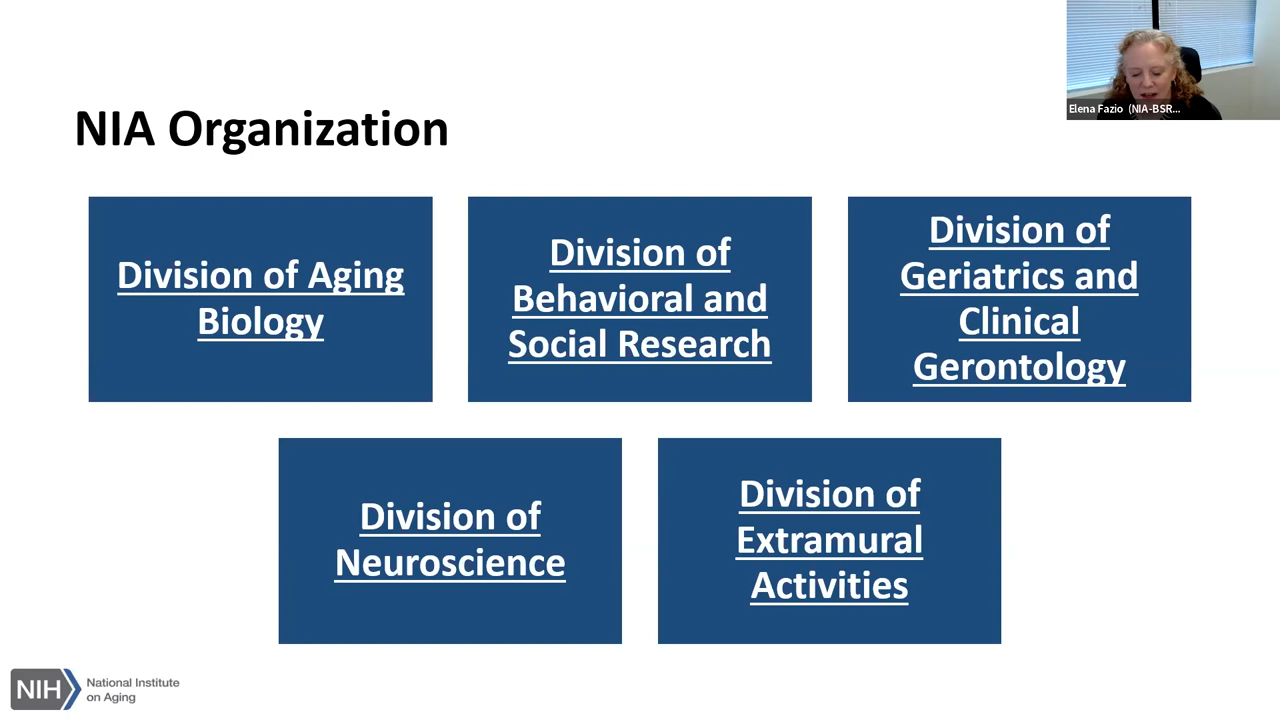 Elena Fazio (NIA-BSR...
NIA Organization
Division of Aging
Biology
Division of
Behavioral and
Social Research
Division of
Geriatrics and
Clinical
Gerontology
Division of
Neuroscience
Division of
Extramural
Activities
NIH
National Institute
on Aging